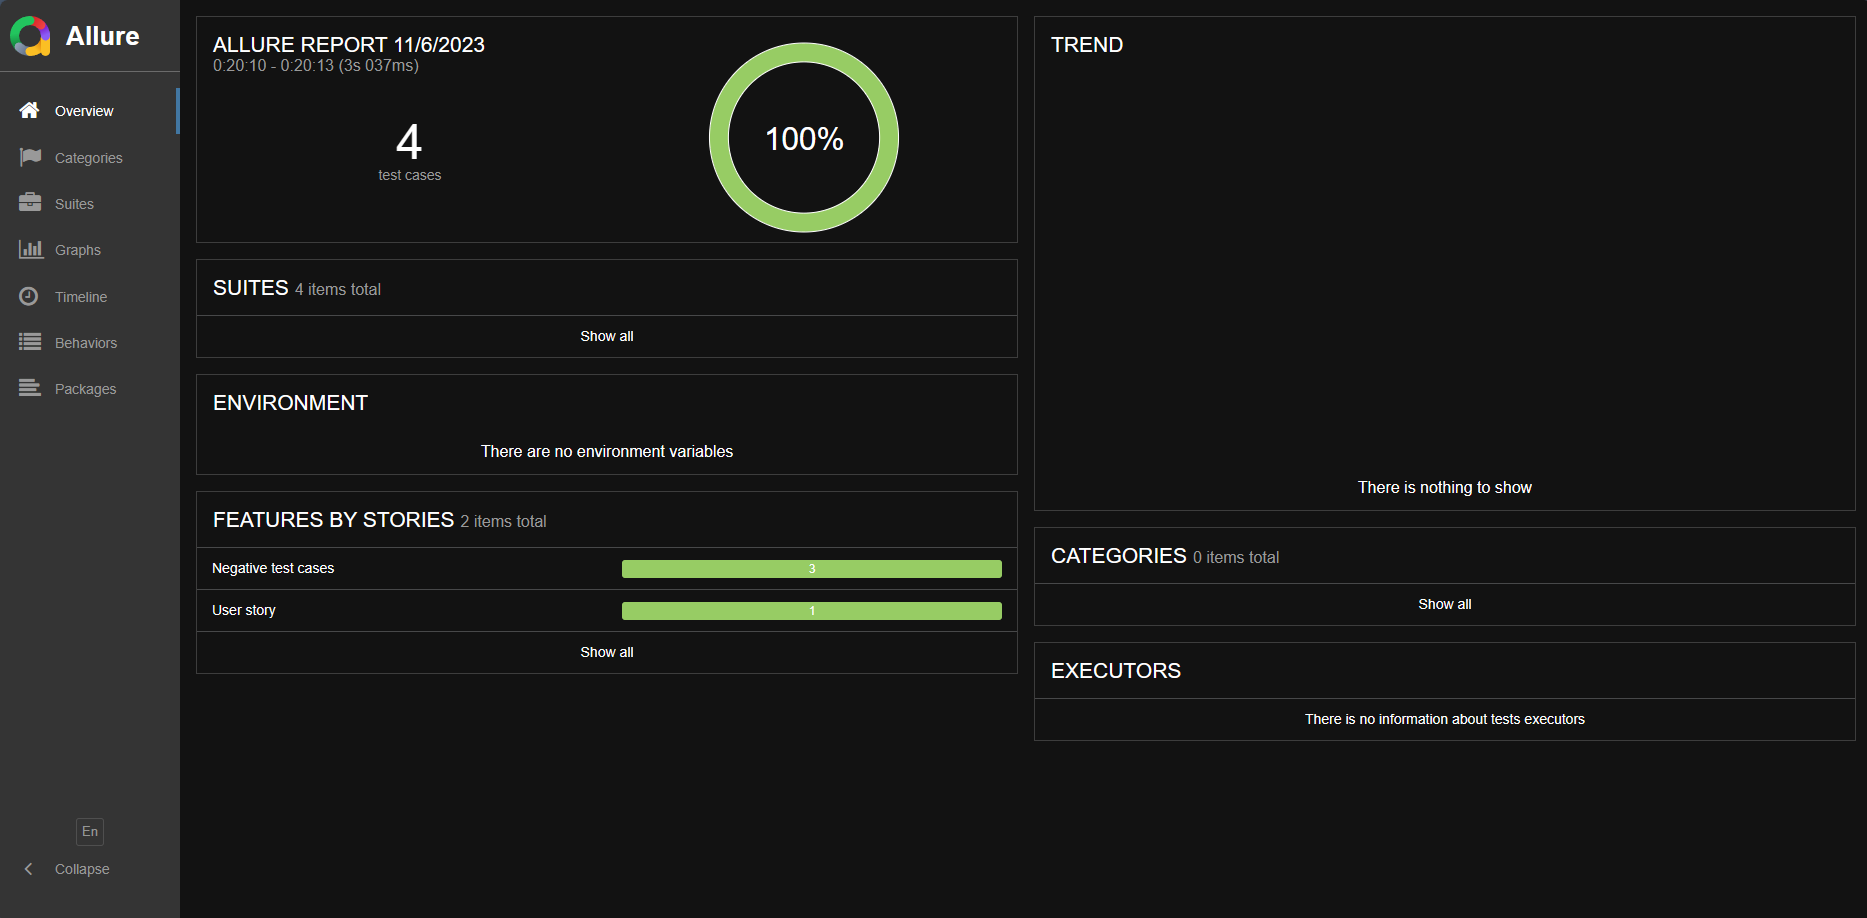 Allure
Overview
Categories
Suites
Graphs
Timeline
Behaviors
Packages
En
Collapse
ALLURE REPORT 11/6/2023
0:20:10 - 0:20:13 (3s 037ms)
4
test cases
100%
SUITES 4 items total
Show all
ENVIRONMENT
There are no environment variables
FEATURES BY STORIES 2 items total
Negative test cases 3
User story 1
Show all
TREND
There is nothing to show
CATEGORIES 0 items total
Show all
EXECUTORS
There is no information about tests executors